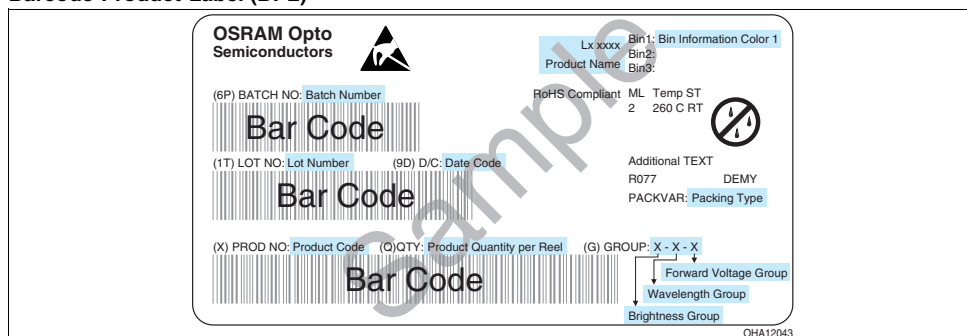 Barcode-Product-Label (BPL)
OSRAM Opto
Semiconductors
Lx xxxx
Product Name
Bin1: Bin Information Color 1
Bin2:
Bin3:
(6P) BATCH NO: Batch Number
Bar Code
RoHS Compliant ML Temp ST
2 260 C RT
(1T) LOT NO: Lot Number (9D) D/C: Date Code
Bar Code
Additional TEXT
R077 DEMY
PACKVAR: Packing Type
(X) PROD NO: Product Code (Q)QTY: Product Quantity per Reel (G) GROUP: X - X - X
Bar Code
Forward Voltage Group
Wavelength Group
Brightness Group
Sample
OHA12043